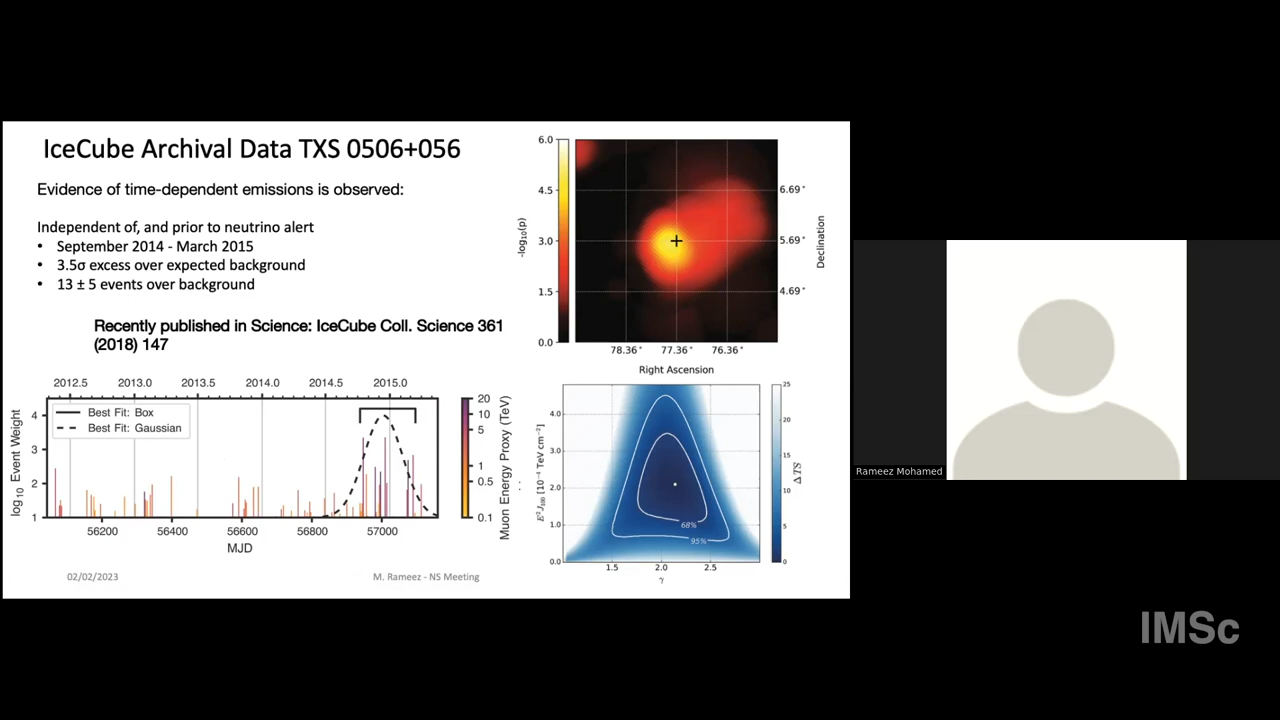 IceCube Archival Data TXS 0506+056
Evidence of time-dependent emissions is observed:
Independent of, and prior to neutrino alert
• September 2014 - March 2015
• 3.5σ excess over expected background
• 13 ± 5 events over background
Recently published in Science: IceCube Coll. Science 361
(2018) 147
6.0
4.5
3.0
1.5
0.0
-log10(p)
6.69°
5.69°
4.69°
Declination
78.36° 77.36° 76.36°
Right Ascension
2012.5 2013.0 2013.5 2014.0 2014.5 2015.0
Best Fit: Box
Best Fit: Gaussian
log10 Event Weight
4
3
2
1
56200 56400 56600 56800 57000
MJD
20
10
5
1
0.5
0.1
Muon Energy Proxy (TeV)
E²J100 [10⁻⁴ TeV cm⁻²]
4.0
3.0
2.0
1.0
0.0
68%
95%
1.5 2.0 2.5
γ
25
20
15
10
5
0
ΔTS
02/02/2023
M. Rameez - NS Meeting
Rameez Mohamed
IMSc